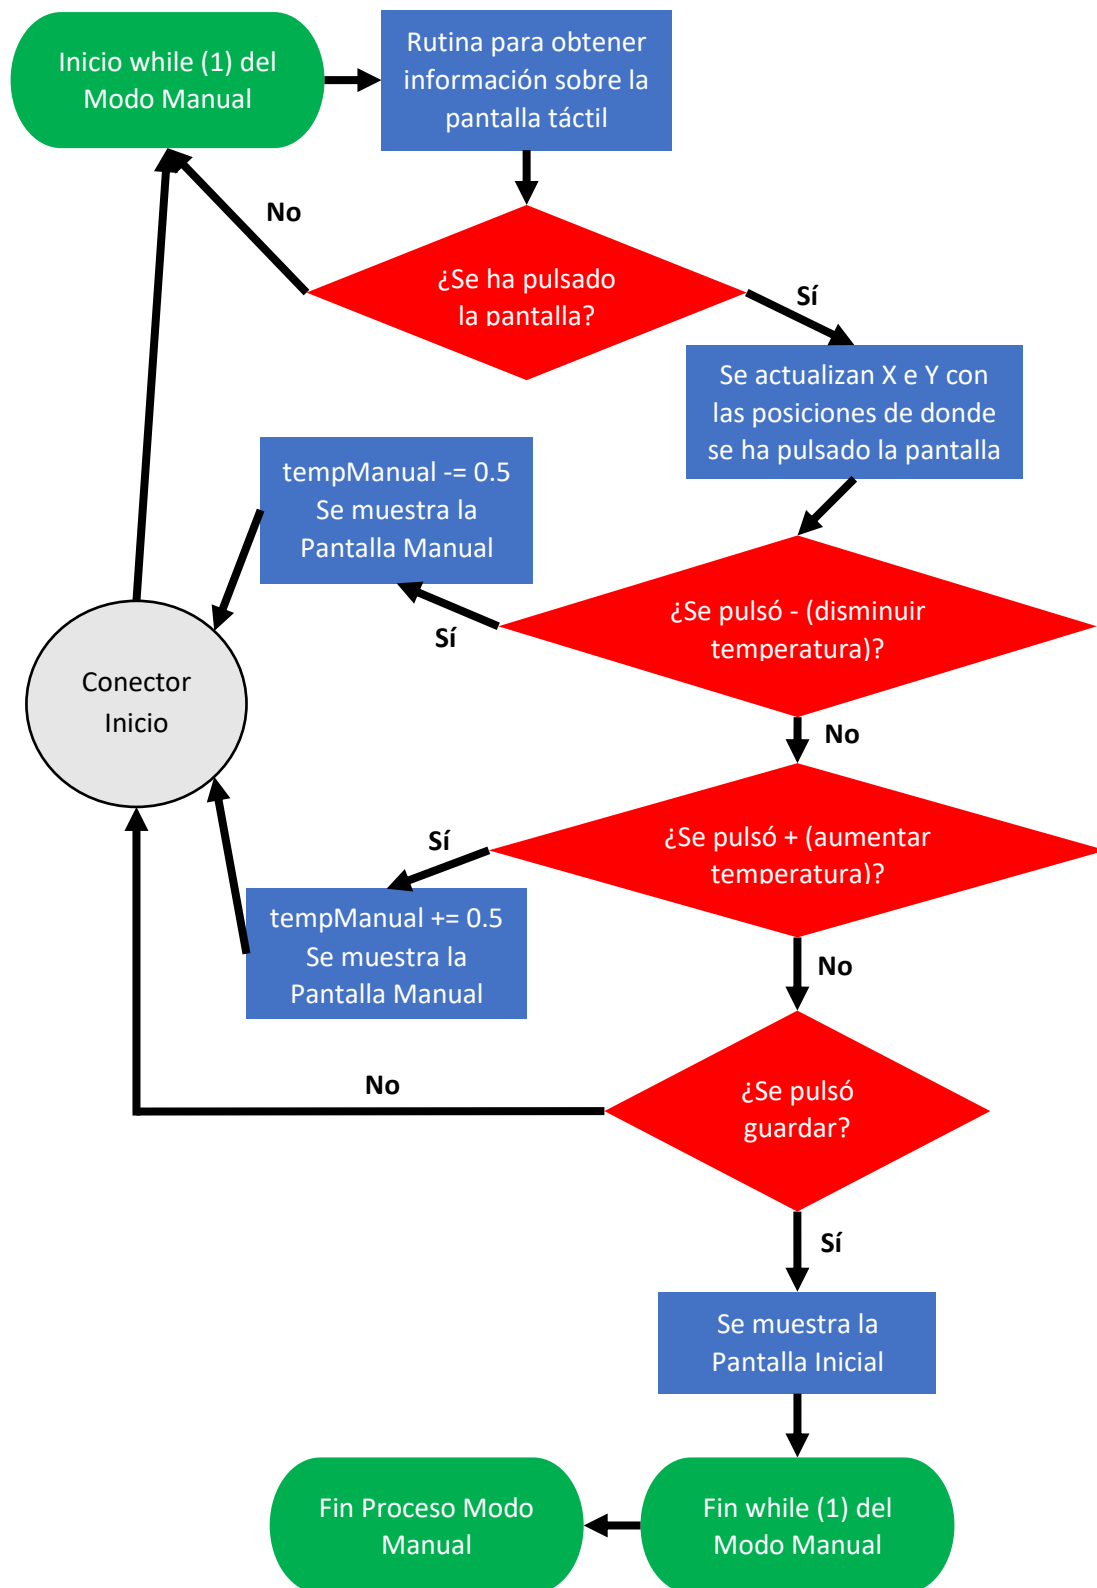 Inicio while (1) del
Modo Manual
Rutina para obtener
información sobre la
pantalla táctil
No
¿Se ha pulsado
la pantalla?
Sí
Se actualizan X e Y con
las posiciones de donde
se ha pulsado la pantalla
tempManual -= 0.5
Se muestra la
Pantalla Manual
Sí
¿Se pulsó - (disminuir
temperatura)?
Conector
Inicio
No
Sí
¿Se pulsó + (aumentar
temperatura)?
tempManual += 0.5
Se muestra la
Pantalla Manual
No
No
¿Se pulsó
guardar?
Sí
Se muestra la
Pantalla Inicial
Fin Proceso Modo
Manual
Fin while (1) del
Modo Manual